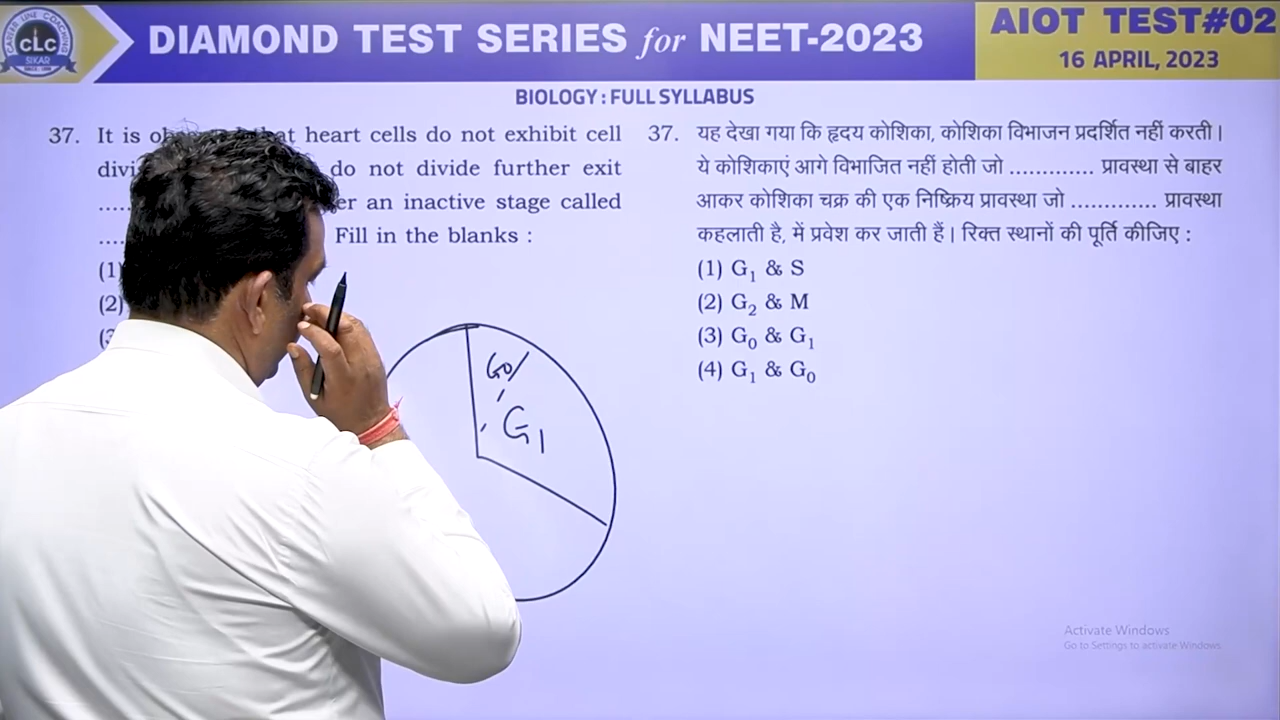 CAREER LINE COACHING
CLC
SIKAR
DIAMOND TEST SERIES for NEET-2023
AIOT TEST#02
16 APRIL, 2023
BIOLOGY : FULL SYLLABUS
37. It is that heart cells do not exhibit cell
do not divide further exit
an inactive stage called
Fill in the blanks :
(1)
(2)
G0/
G1
37. यह देखा गया कि हृदय कोशिका, कोशिका विभाजन प्रदर्शित नहीं करती।
ये कोशिकाएं आगे विभाजित नहीं होती जो ............. प्रावस्था से बाहर
आकर कोशिका चक्र की एक निष्क्रिय प्रावस्था जो ............. प्रावस्था
कहलाती है, में प्रवेश कर जाती हैं। रिक्त स्थानों की पूर्ति कीजिए :
(1) G₁ & S
(2) G₂ & M
(3) G₀ & G₁
(4) G₁ & G₀
Activate Windows
Go to Settings to activate Windows.